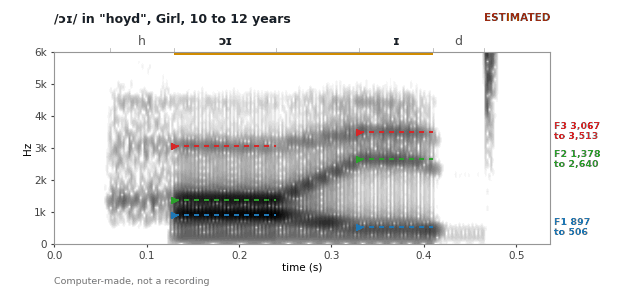 /ɔɪ/ in "hoyd", Girl, 10 to 12 years
ESTIMATED
h ɔɪ ɪ d
6k
5k
4k
3k
2k
1k
0
Hz
F3 3,067
to 3,513
F2 1,378
to 2,640
F1 897
to 506
0.0 0.1 0.2 0.3 0.4 0.5
time (s)
Computer-made, not a recording